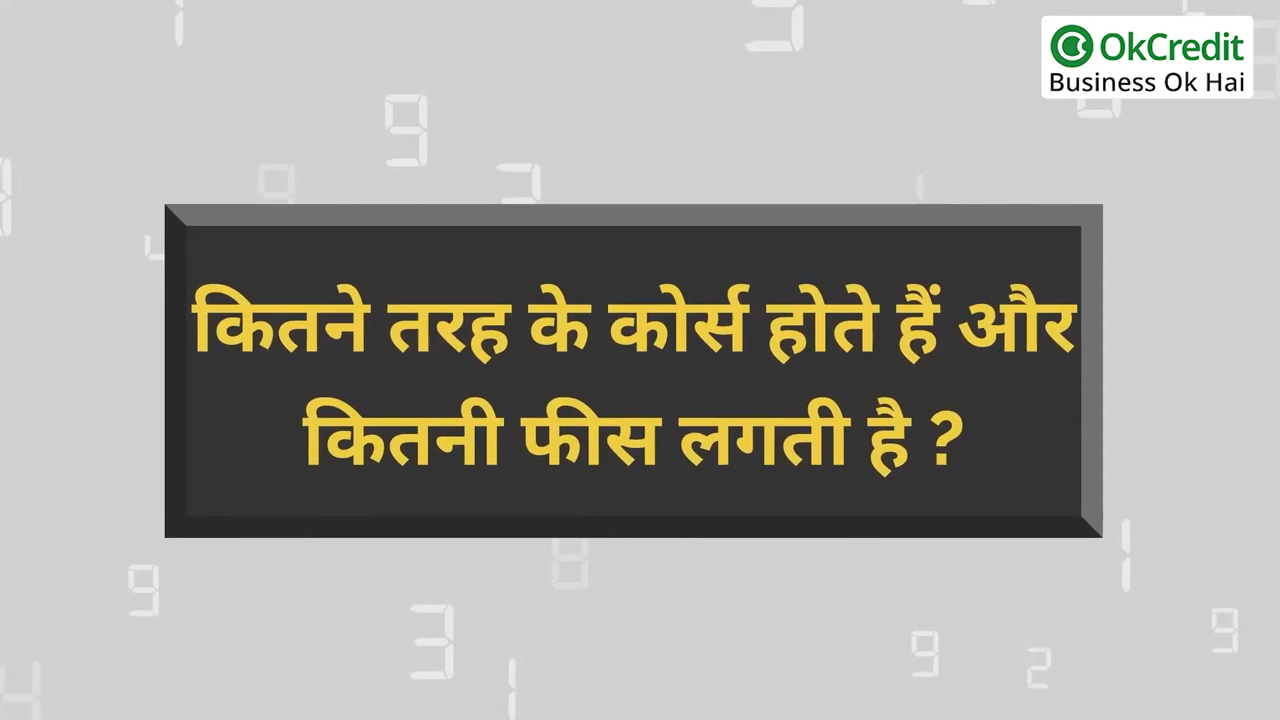 OkCredit
Business Ok Hai
कितने तरह के कोर्स होते हैं और
कितनी फीस लगती है ?